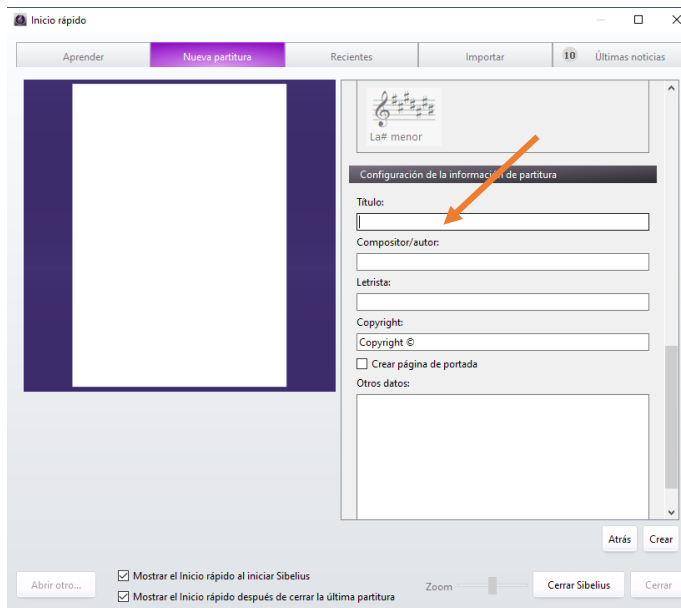 Inicio rápido
Aprender
Nueva partitura
Recientes
Importar
10 Últimas noticias
La# menor
Configuración de la información de partitura
Título:
Compositor/autor:
Letrista:
Copyright:
Copyright ©
Crear página de portada
Otros datos:
Atrás
Crear
Abrir otro...
Mostrar el Inicio rápido al iniciar Sibelius
Mostrar el Inicio rápido después de cerrar la última partitura
Zoom
Cerrar Sibelius
Cerrar